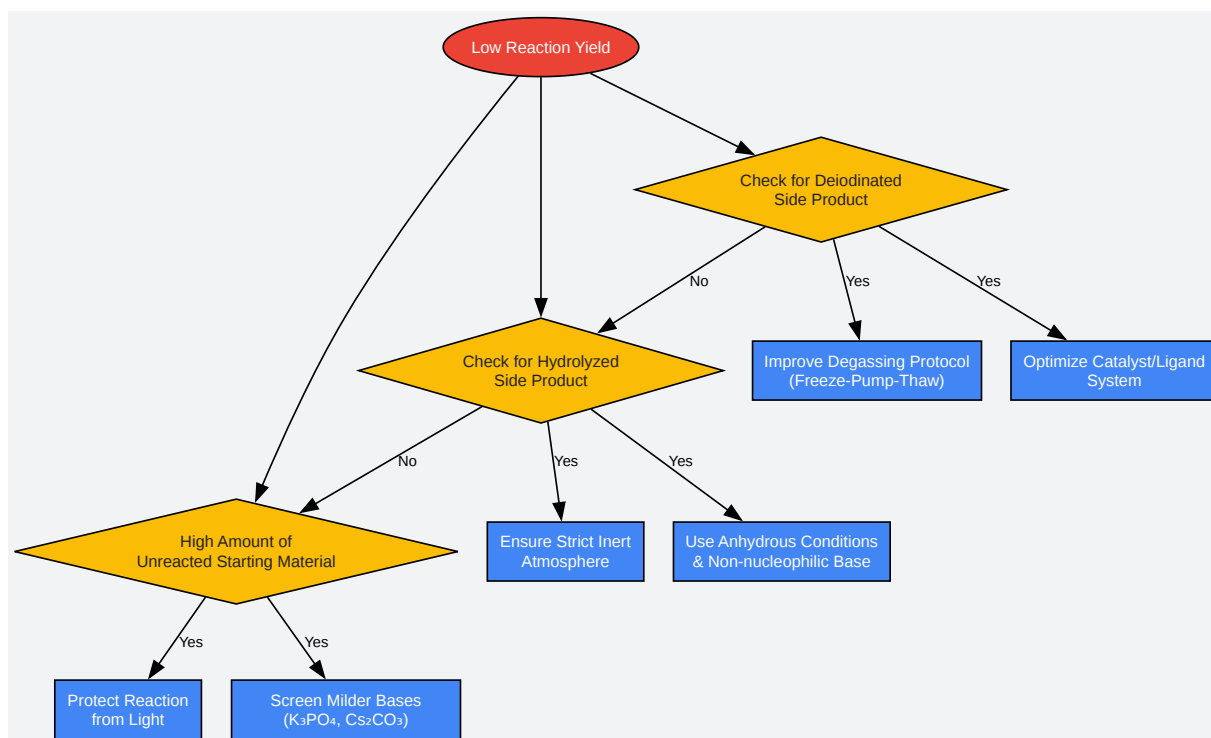 Low Reaction Yield
Check for Deiodinated
Side Product
No
Yes
Yes
Check for Hydrolyzed
Side Product
Improve Degassing Protocol
(Freeze-Pump-Thaw)
Optimize Catalyst/Ligand
System
No
Yes
Yes
High Amount of
Unreacted Starting Material
Ensure Strict Inert
Atmosphere
Use Anhydrous Conditions
& Non-nucleophilic Base
Yes
Yes
Protect Reaction
from Light
Screen Milder Bases
(K₃PO₄, Cs₂CO₃)